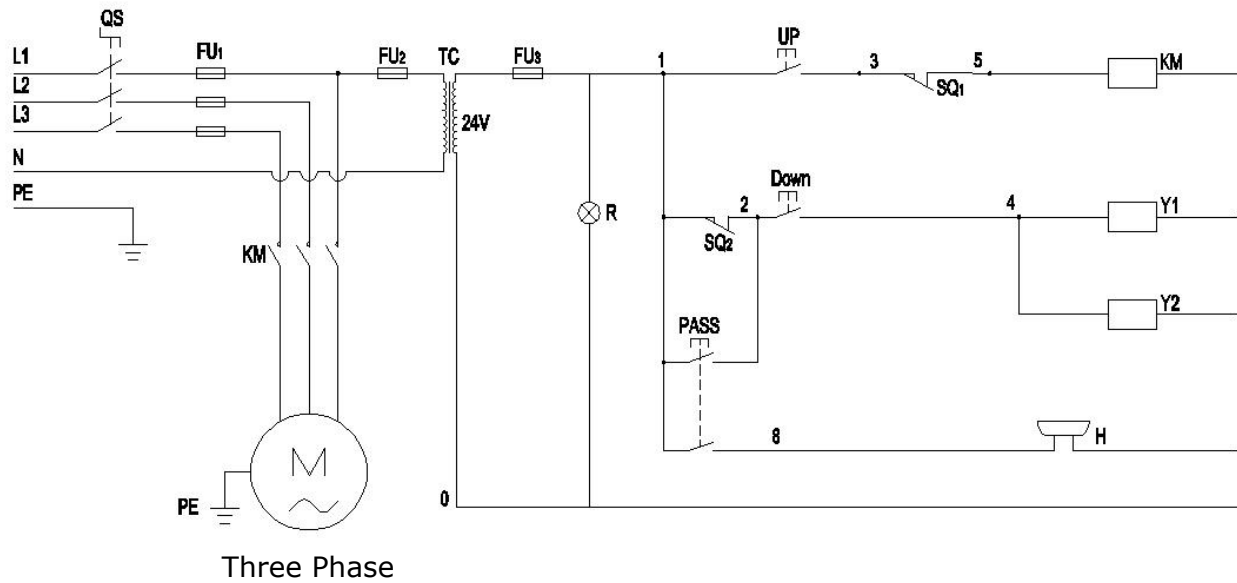 QS
L1
FU1
FU2
TC
FU3
1
UP
3
5
KM
L2
SQ1
L3
24V
N
Down
PE
R
2
4
Y1
SQ2
KM
Y2
PASS
8
H
M
PE
0
Three Phase